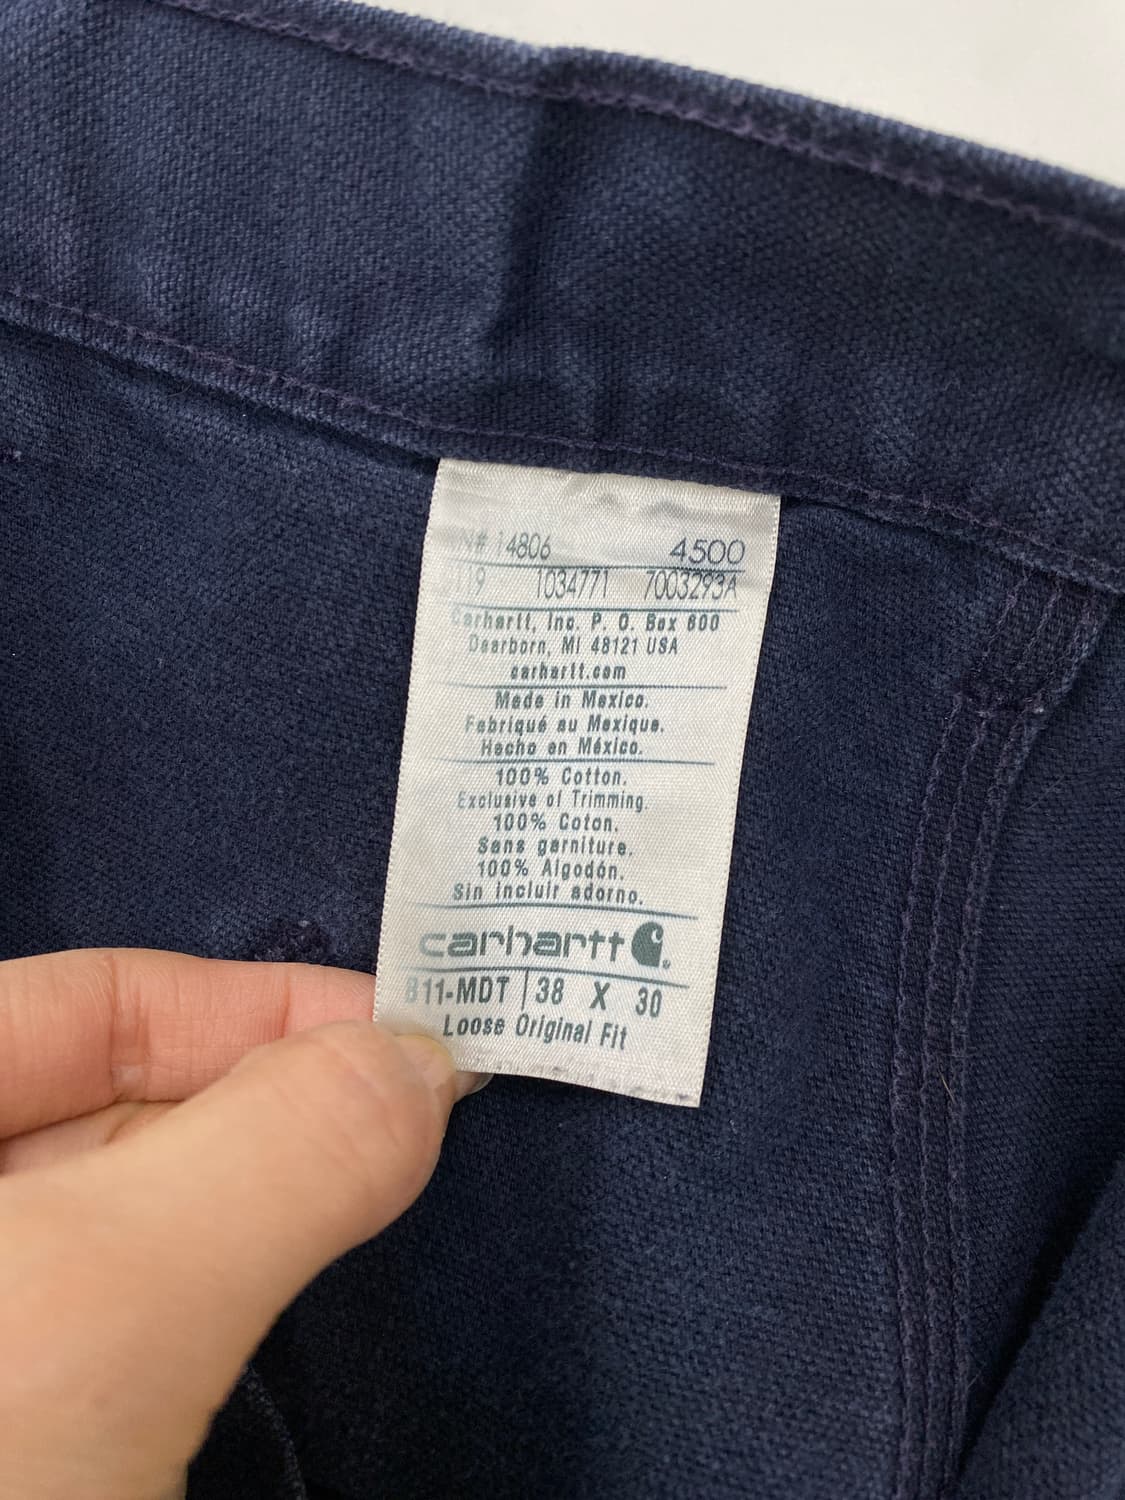 N# 14806 4500
119 1034771 7003293A
Carhartt, Inc. P. O. Box 600
Dearborn, MI 48121 USA
carhartt.com
Made in Mexico.
Fabriqué au Mexique.
Hecho en México.
100% Cotton.
Exclusive of Trimming.
100% Coton.
Sans garniture.
100% Algodón.
Sin incluir adorno.
carhartt
B11-MDT | 38 X 30
Loose Original Fit